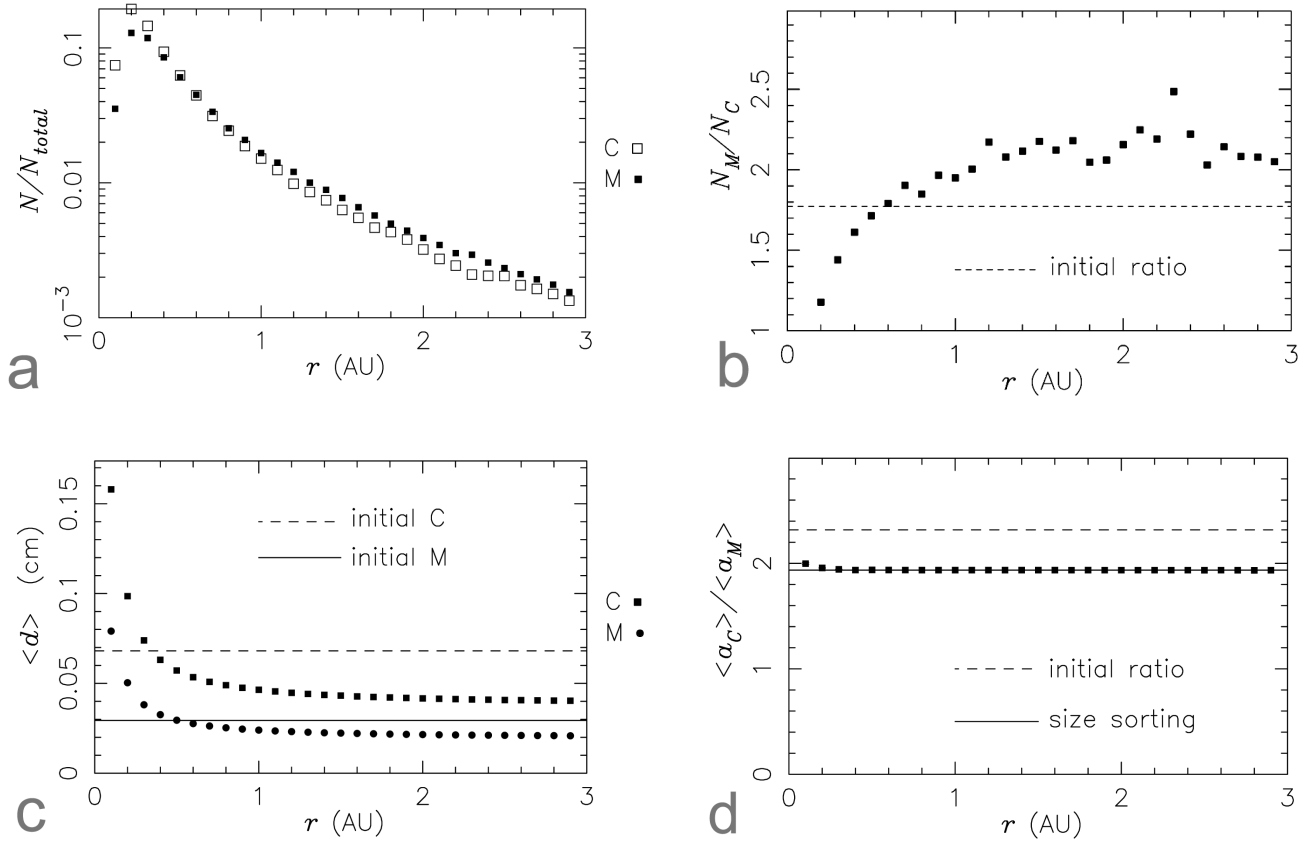 N/N_total
0.1
0.01
10^-3
0 1 2 3
r (AU)
C □
M ■
a
N_M/N_C
2.5
2
1.5
1
initial ratio
0 1 2 3
r (AU)
b
<d> (cm)
0.15
0.1
0.05
0
initial C
initial M
0 1 2 3
r (AU)
C ■
M ●
c
<a_C>/<a_M>
2
1
0
initial ratio
size sorting
0 1 2 3
r (AU)
d